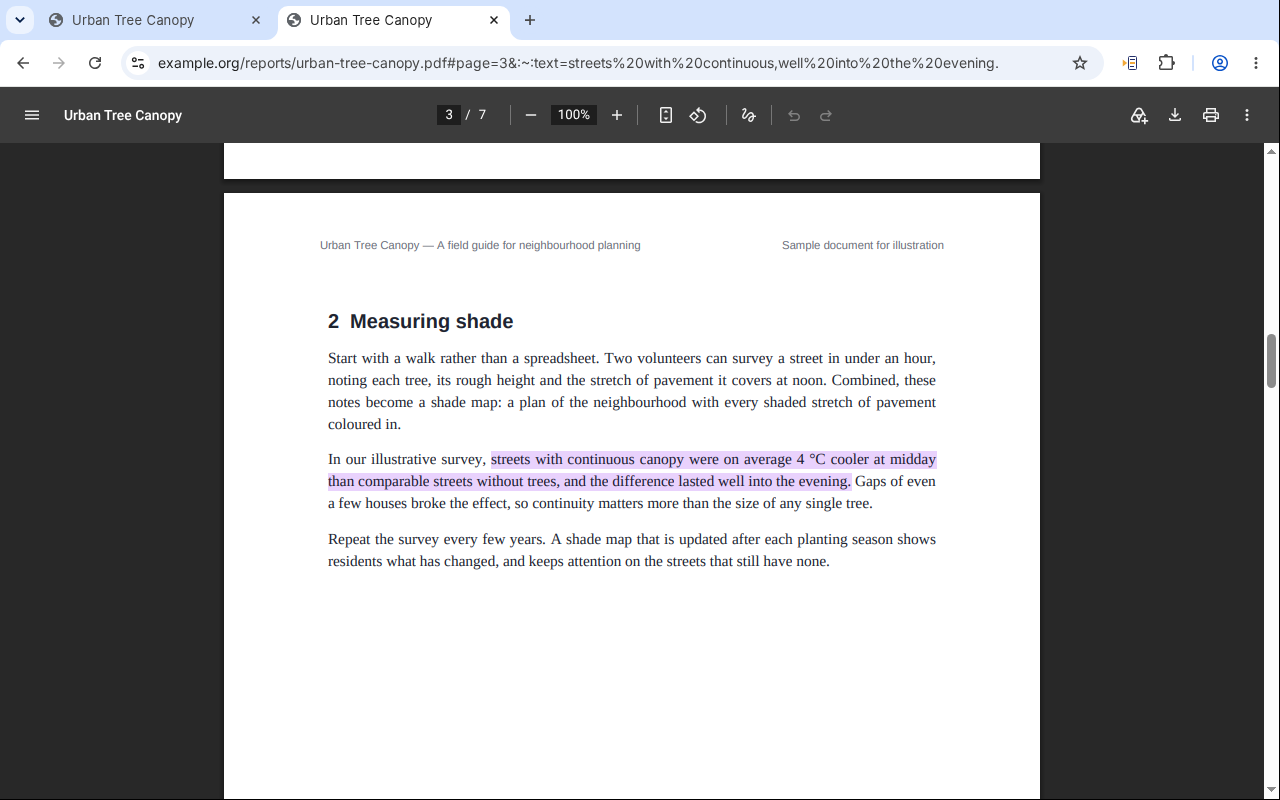 Urban Tree Canopy
Urban Tree Canopy
example.org/reports/urban-tree-canopy.pdf#page=3&:~:text=streets%20with%20continuous,well%20into%20the%20evening.
Urban Tree Canopy
3 / 7
100%
Urban Tree Canopy — A field guide for neighbourhood planning
Sample document for illustration
2 Measuring shade
Start with a walk rather than a spreadsheet. Two volunteers can survey a street in under an hour,
noting each tree, its rough height and the stretch of pavement it covers at noon. Combined, these
notes become a shade map: a plan of the neighbourhood with every shaded stretch of pavement
coloured in.
In our illustrative survey, streets with continuous canopy were on average 4 °C cooler at midday
than comparable streets without trees, and the difference lasted well into the evening. Gaps of even
a few houses broke the effect, so continuity matters more than the size of any single tree.
Repeat the survey every few years. A shade map that is updated after each planting season shows
residents what has changed, and keeps attention on the streets that still have none.